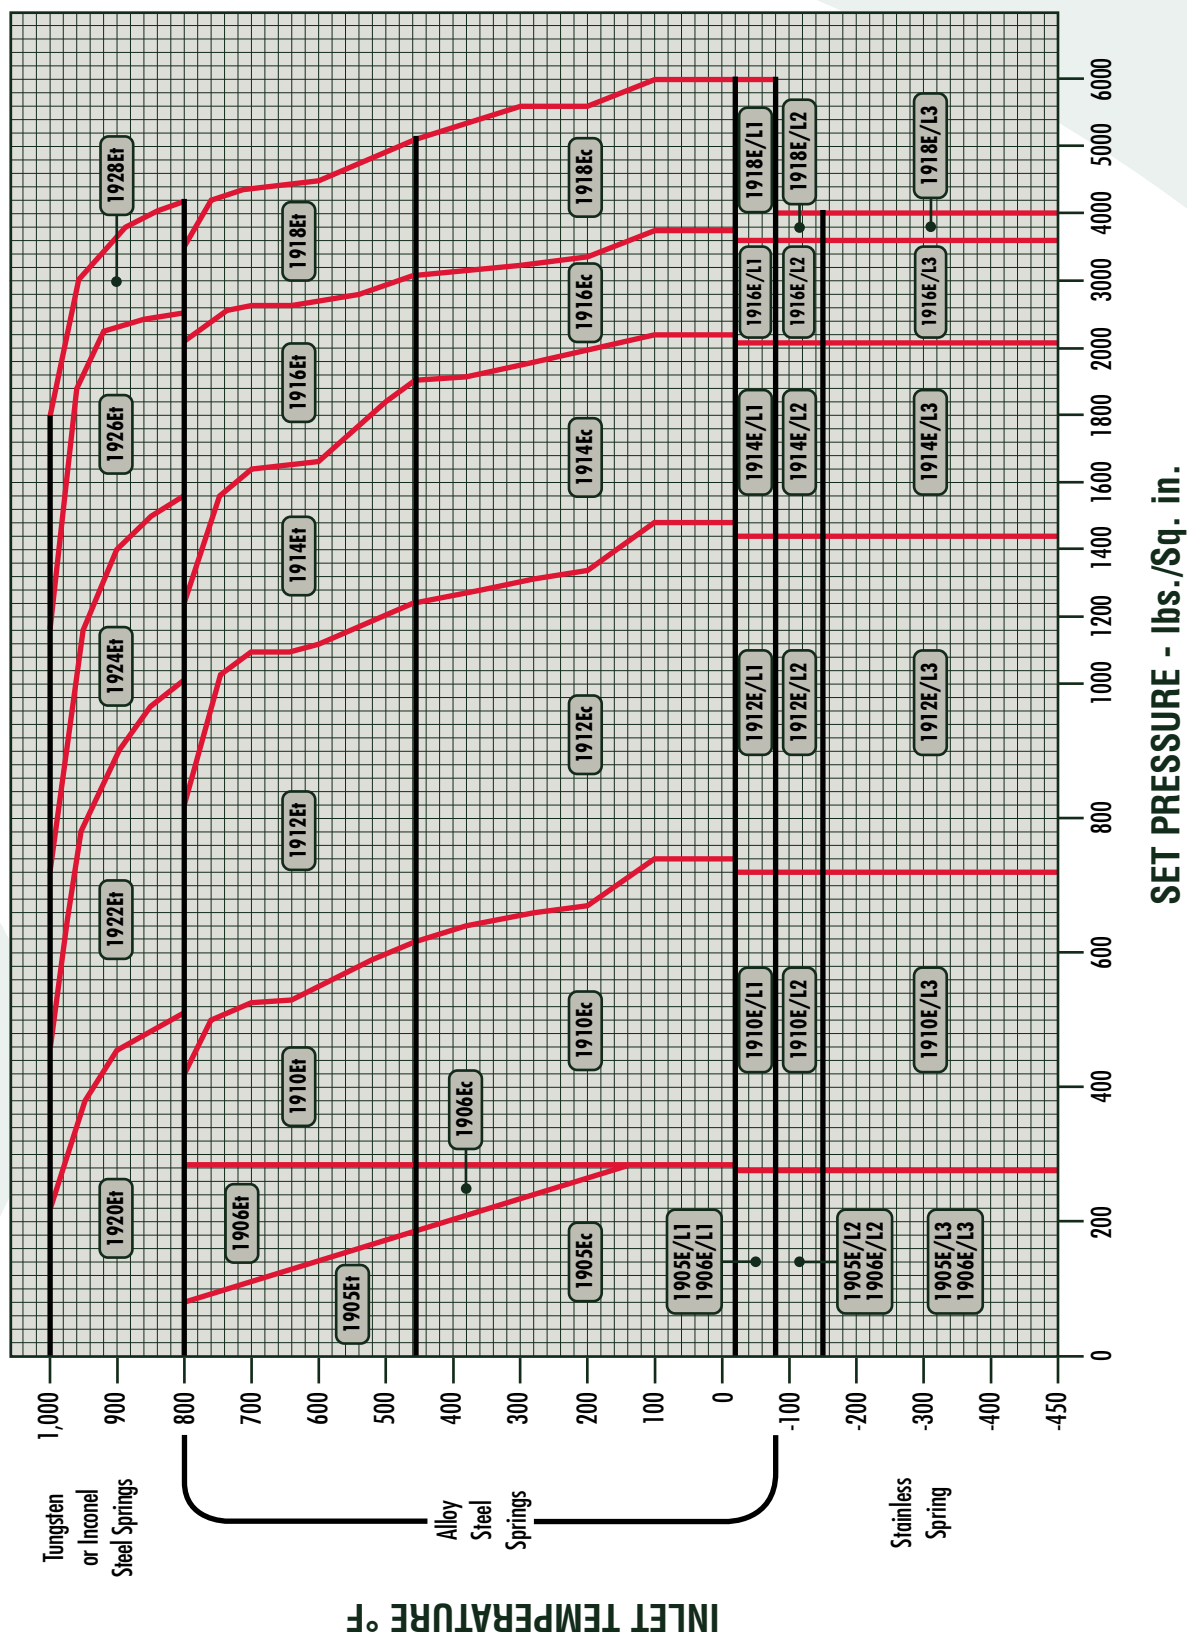 1928Et
1926Et
1924Et
1922Et
1920Et
1918Et
1916Et
1914Et
1912Et
1910Et
1906Et
1905Et
1918Ec
1916Ec
1914Ec
1912Ec
1910Ec
1906Ec
1905Ec
1918E/L1
1916E/L1
1914E/L1
1912E/L1
1910E/L1
1905E/L1
1906E/L1
1918E/L2
1916E/L2
1914E/L2
1912E/L2
1910E/L2
1905E/L2
1906E/L2
1918E/L3
1916E/L3
1914E/L3
1912E/L3
1910E/L3
1905E/L3
1906E/L3
6000
5000
4000
3000
2000
1800
1600
1400
1200
1000
800
600
400
200
0
SET PRESSURE - lbs./Sq. in.
1,000
900
800
700
600
500
400
300
200
100
0
-100
-200
-300
-400
-450
Tungsten
or Inconel
Steel Springs
Alloy
Steel
Springs
Stainless
Spring
INLET TEMPERATURE °F